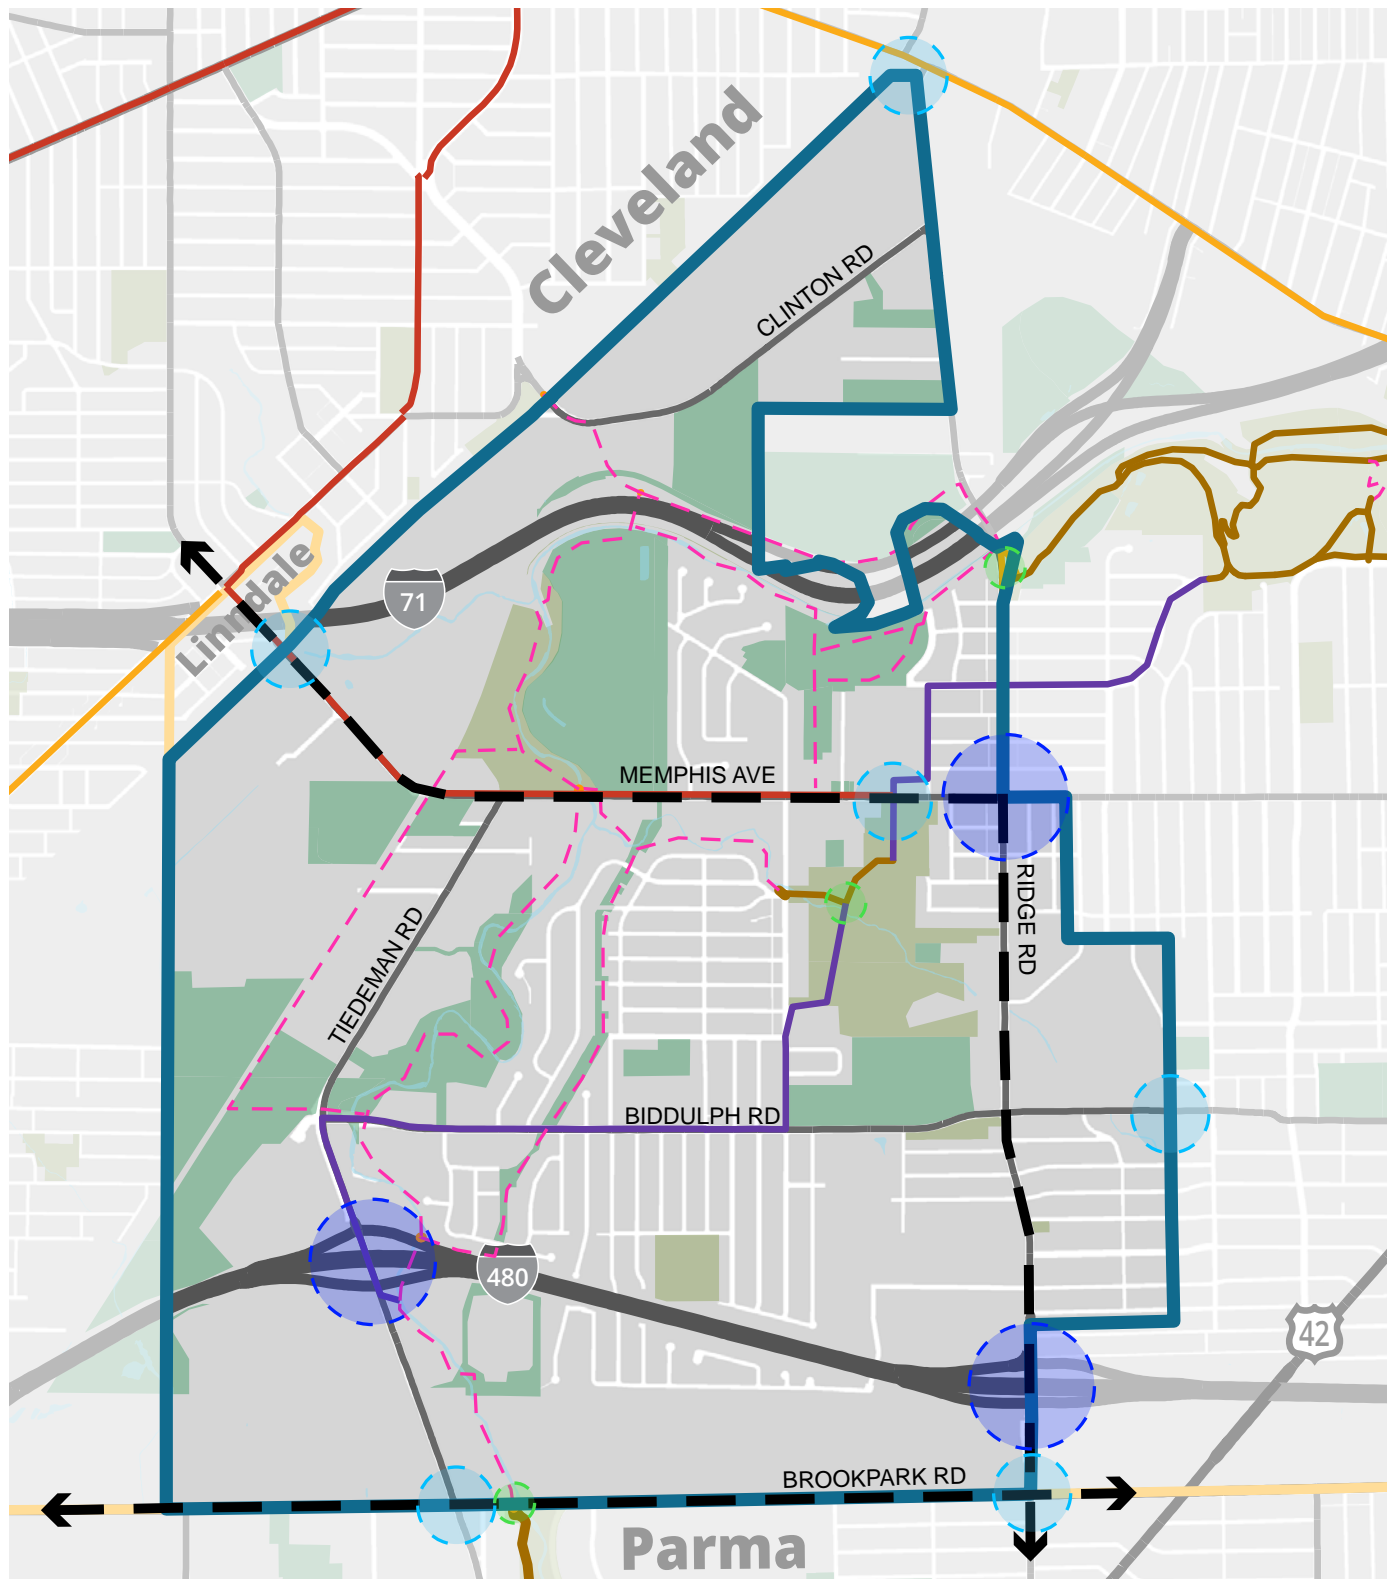 Cleveland
CLINTON RD
Linndale
71
MEMPHIS AVE
RIDGE RD
TIEDEMAN RD
BIDDULPH RD
480
42
BROOKPARK RD
Parma